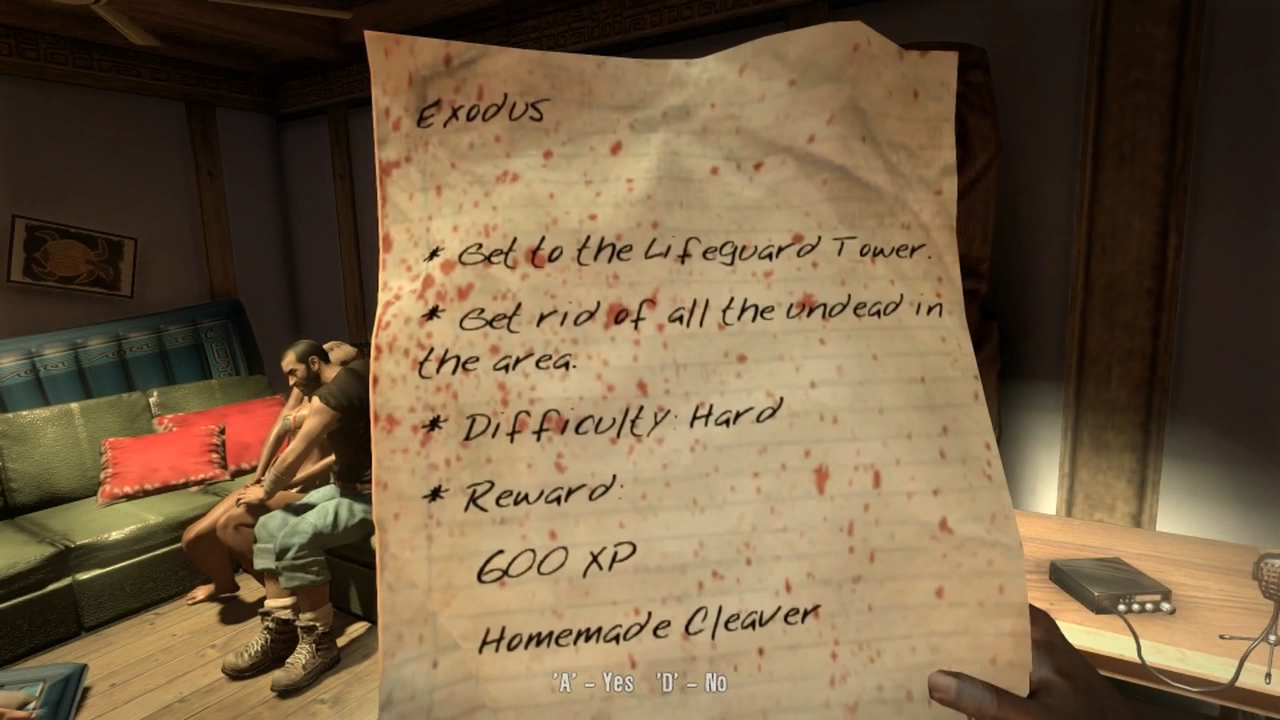 Exodus
* Get to the Lifeguard Tower.
* Get rid of all the undead in
the area.
* Difficulty: Hard
* Reward:
600 XP
Homemade Cleaver
'A' - Yes 'D' - No